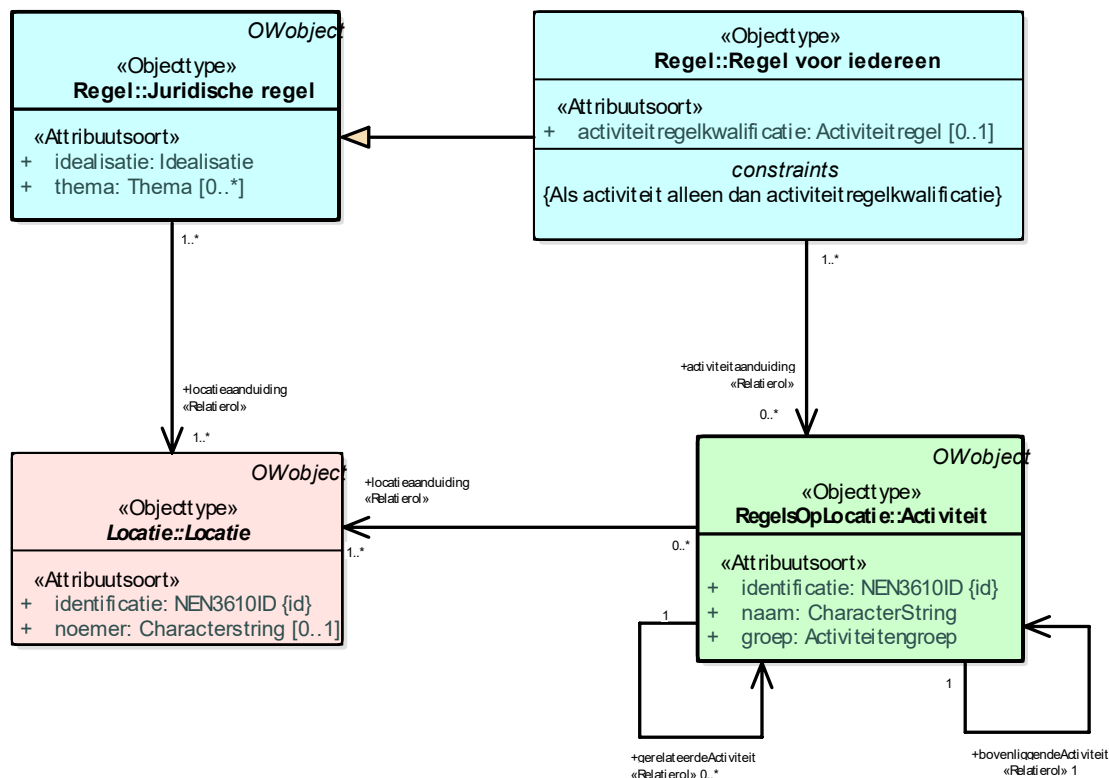 OWobject
«Objecttype»
Regel::Juridische regel
«Attribuutsoort»
+ idealisatie: Idealisatie
+ thema: Thema [0..*]
«Objecttype»
Regel::Regel voor iedereen
«Attribuutsoort»
+ activiteitregelkwalificatie: Activiteitregel [0..1]
constraints
{Als activiteit alleen dan activiteitregelkwalificatie}
1..*
+locatieaanduiding
«Relatierol»
1..*
1..*
+activiteitaanduiding
«Relatierol»
0..*
OWobject
«Objecttype»
Locatie::Locatie
«Attribuutsoort»
+ identificatie: NEN3610ID {id}
+ noemer: Characterstring [0..1]
+locatieaanduiding
«Relatierol»
1..*
0..*
OWobject
«Objecttype»
RegelsOpLocatie::Activiteit
«Attribuutsoort»
+ identificatie: NEN3610ID {id}
+ naam: CharacterString
+ groep: Activiteitengroep
1
+gerelateerdeActiviteit
«Relatierol» 0..*
1
+bovenliggendeActiviteit
«Relatierol» 1